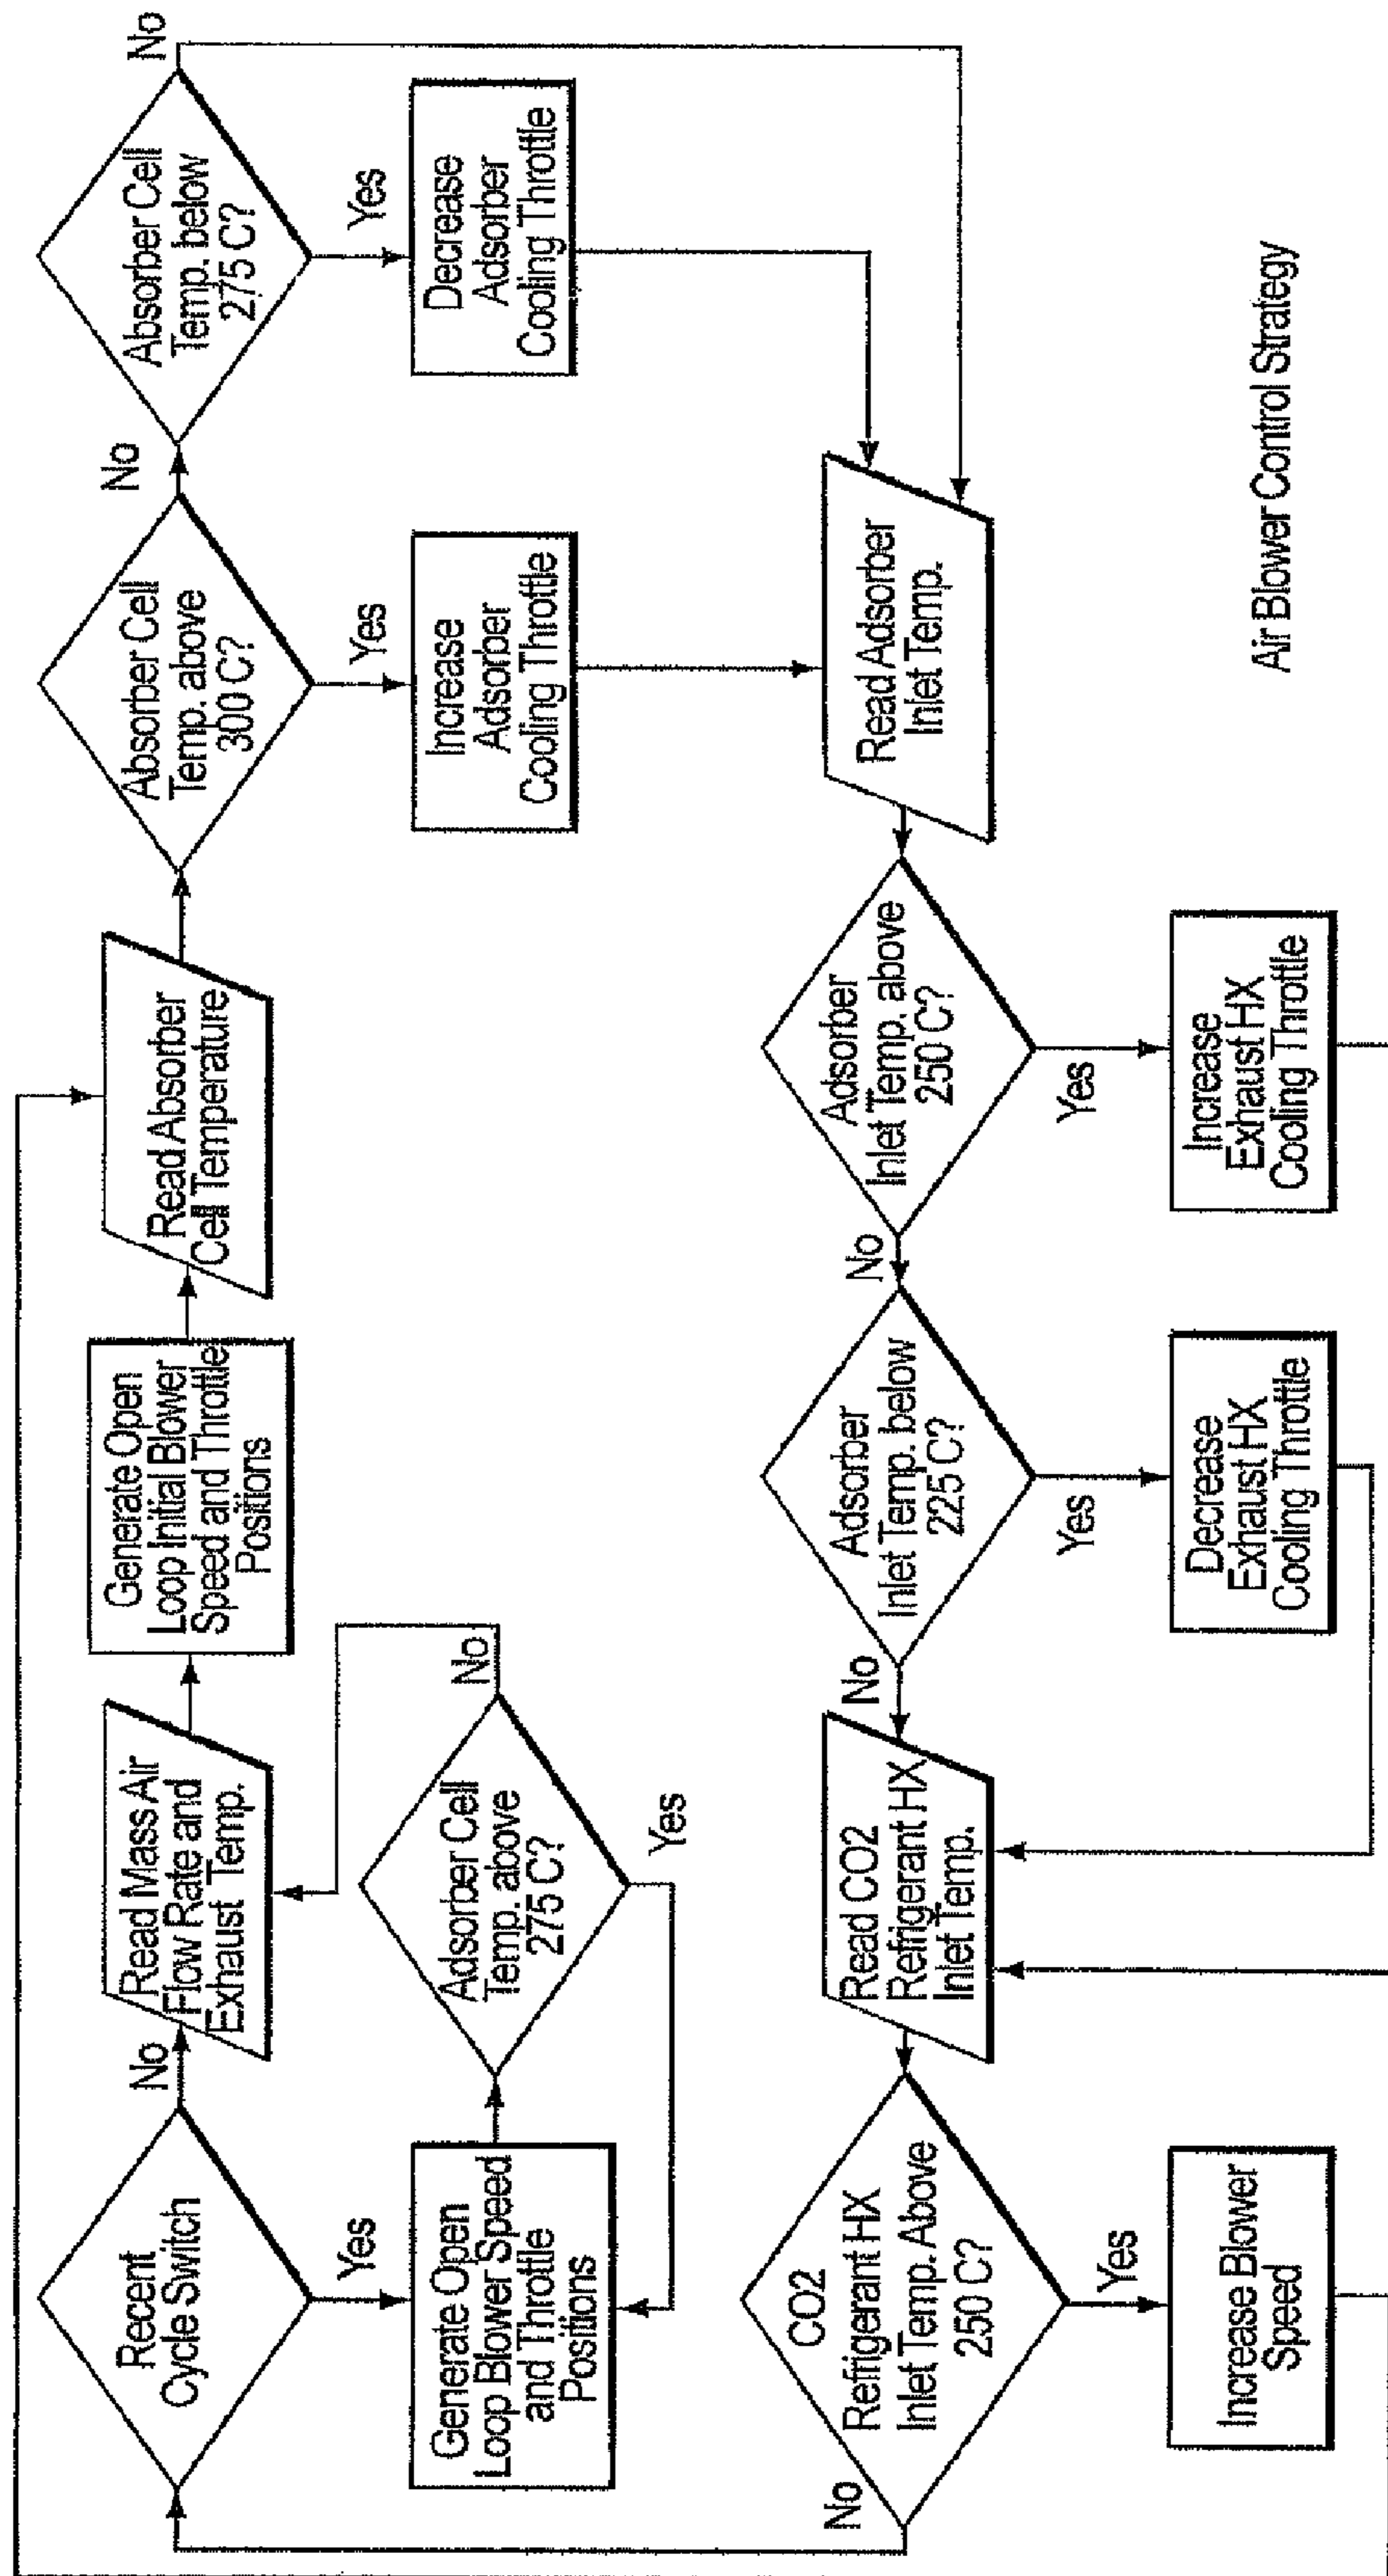 Recent
Cycle Switch
No
Yes
Read Mass Air
Flow Rate and
Exhaust Temp.
Generate Open
Loop Initial Blower
Speed and Throttle
Positions
Read Absorber
Cell Temperature
Absorber Cell
Temp. above
300 C?
No
Yes
Absorber Cell
Temp. below
275 C?
No
Yes
Generate Open
Loop Blower Speed
and Throttle
Positions
Adsorber Cell
Temp. above
275 C?
No
Yes
Increase
Adsorber
Cooling Throttle
Decrease
Adsorber
Cooling Throttle
CO2
Refrigerant HX
Inlet Temp. Above
250 C?
No
Yes
Read CO2
Refrigerant HX
Inlet Temp.
Adsorber
Inlet Temp. below
225 C?
No
Yes
Adsorber
Inlet Temp. above
250 C?
No
Yes
Read Adsorber
Inlet Temp.
Increase Blower
Speed
Decrease
Exhaust HX
Cooling Throttle
Increase
Exhaust HX
Cooling Throttle
Air Blower Control Strategy